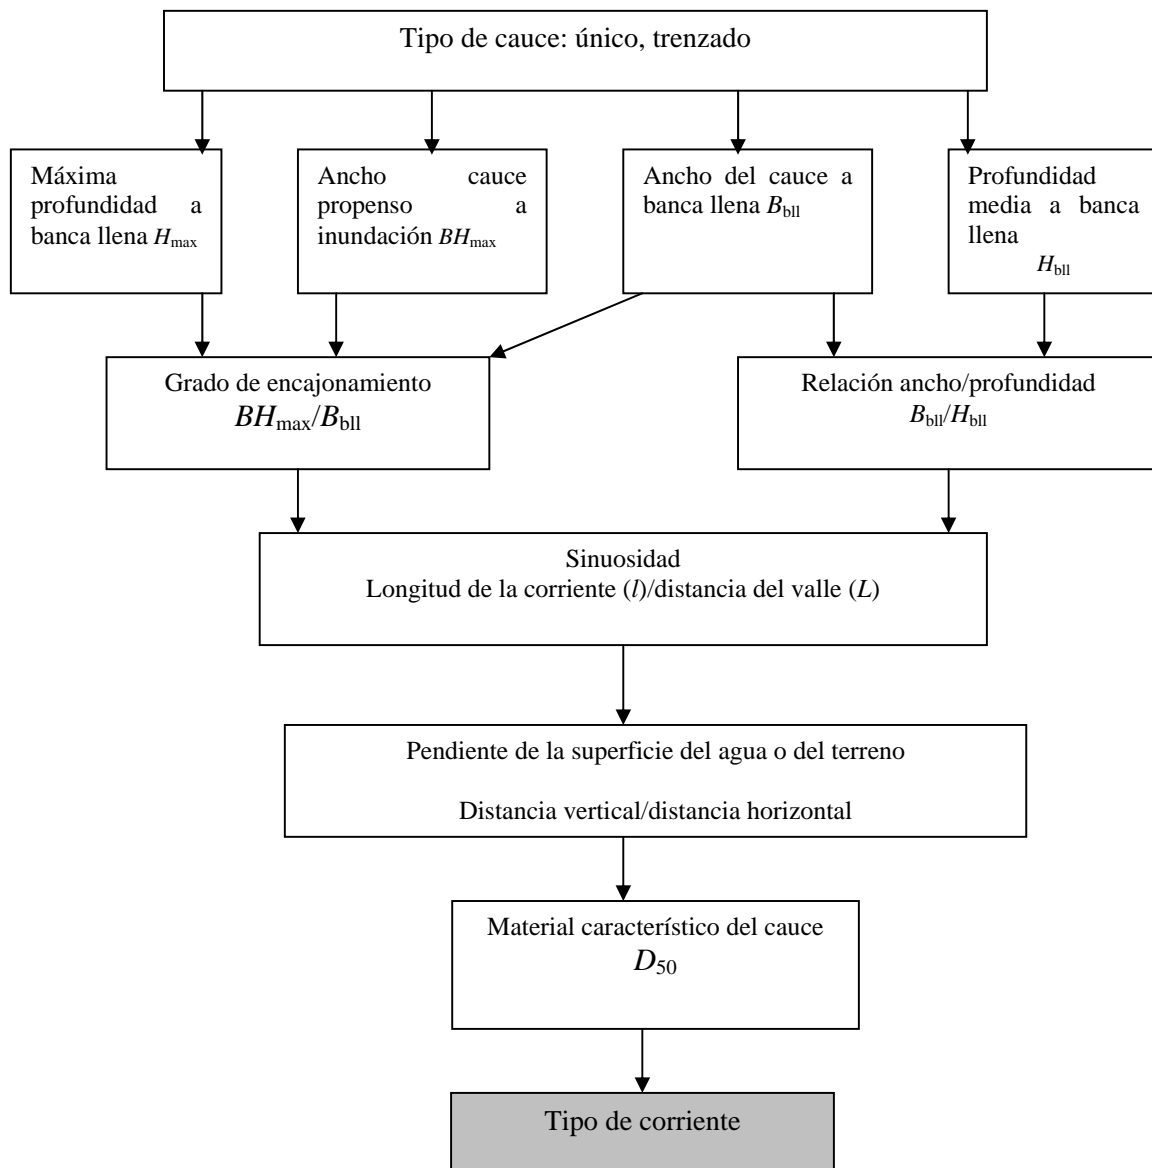 Tipo de cauce: único, trenzado
Máxima
profundidad a
banca llena Hmax
Ancho cauce
propenso a
inundación BHmax
Ancho del cauce a
banca llena Bbll
Profundidad
media a banca
llena
Hbll
Grado de encajonamiento
BHmax/Bbll
Relación ancho/profundidad
Bbll/Hbll
Sinuosidad
Longitud de la corriente (l)/distancia del valle (L)
Pendiente de la superficie del agua o del terreno
Distancia vertical/distancia horizontal
Material característico del cauce
D50
Tipo de corriente